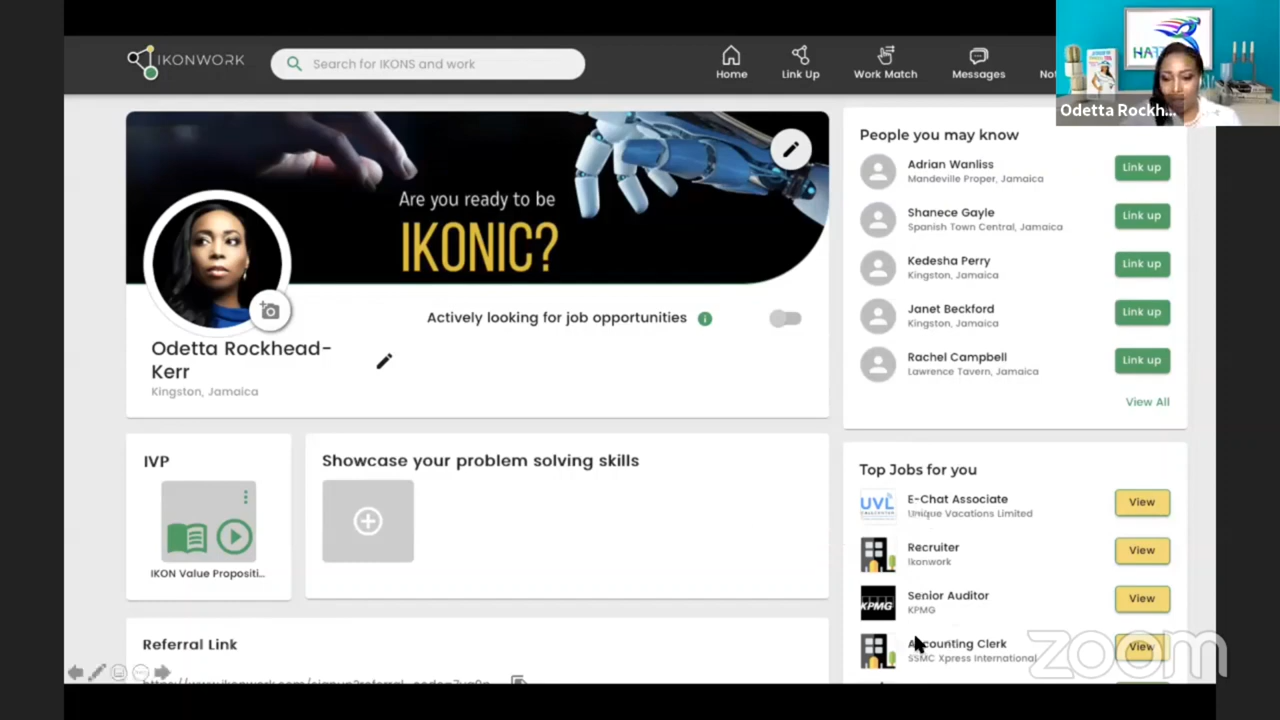 IKONWORK
Search for IKONS and work
Home
Link Up
Work Match
Messages
Not
Odetta Rockh...
Are you ready to be
IKONIC?
Actively looking for job opportunities
Odetta Rockhead-
Kerr
Kingston, Jamaica
IVP
IKON Value Propositi...
Showcase your problem solving skills
Referral Link
People you may know
Adrian Wanliss
Mandeville Proper, Jamaica
Link up
Shanece Gayle
Spanish Town Central, Jamaica
Link up
Kedesha Perry
Kingston, Jamaica
Link up
Janet Beckford
Kingston, Jamaica
Link up
Rachel Campbell
Lawrence Tavern, Jamaica
Link up
View All
Top Jobs for you
UVL
E-Chat Associate
Unique Vacations Limited
View
Recruiter
Ikonwork
View
KPMG
Senior Auditor
KPMG
View
Accounting Clerk
SSMC Xpress International
View
zoom